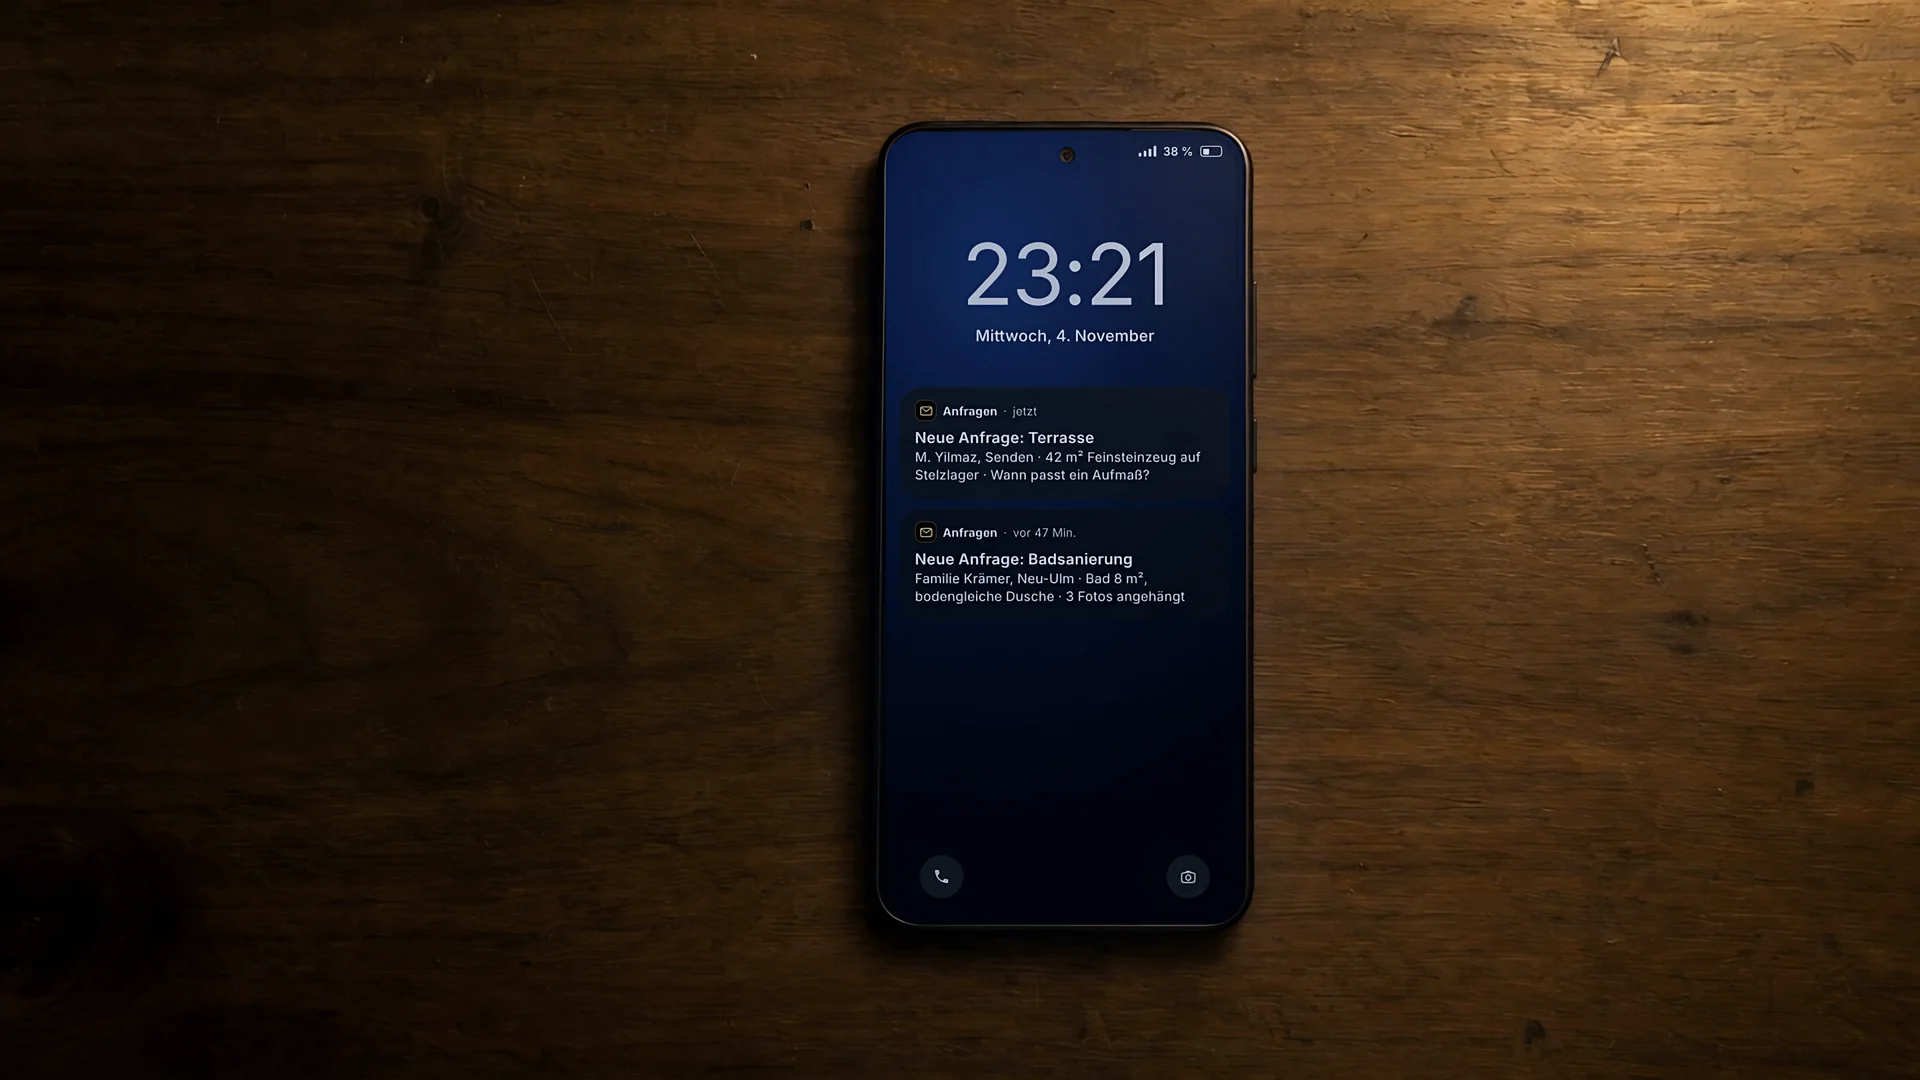 38 %
23:21
Mittwoch, 4. November
Anfragen · jetzt
Neue Anfrage: Terrasse
M. Yilmaz, Senden · 42 m² Feinsteinzeug auf
Stelzlager · Wann passt ein Aufmaß?
Anfragen · vor 47 Min.
Neue Anfrage: Badsanierung
Familie Krämer, Neu-Ulm · Bad 8 m²,
bodengleiche Dusche · 3 Fotos angehängt